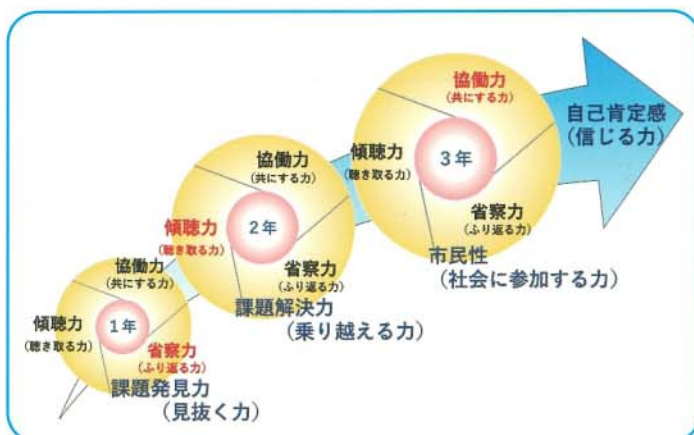 協働力
(共にする力)
傾聴力
(聴き取る力)
3年
省察力
(ふり返る力)
市民性
(社会に参加する力)
自己肯定感
(信じる力)
協働力
(共にする力)
傾聴力
(聴き取る力)
2年
省察力
(ふり返る力)
課題解決力
(乗り越える力)
協働力
(共にする力)
傾聴力
(聴き取る力)
1年
省察力
(ふり返る力)
課題発見力
(見抜く力)